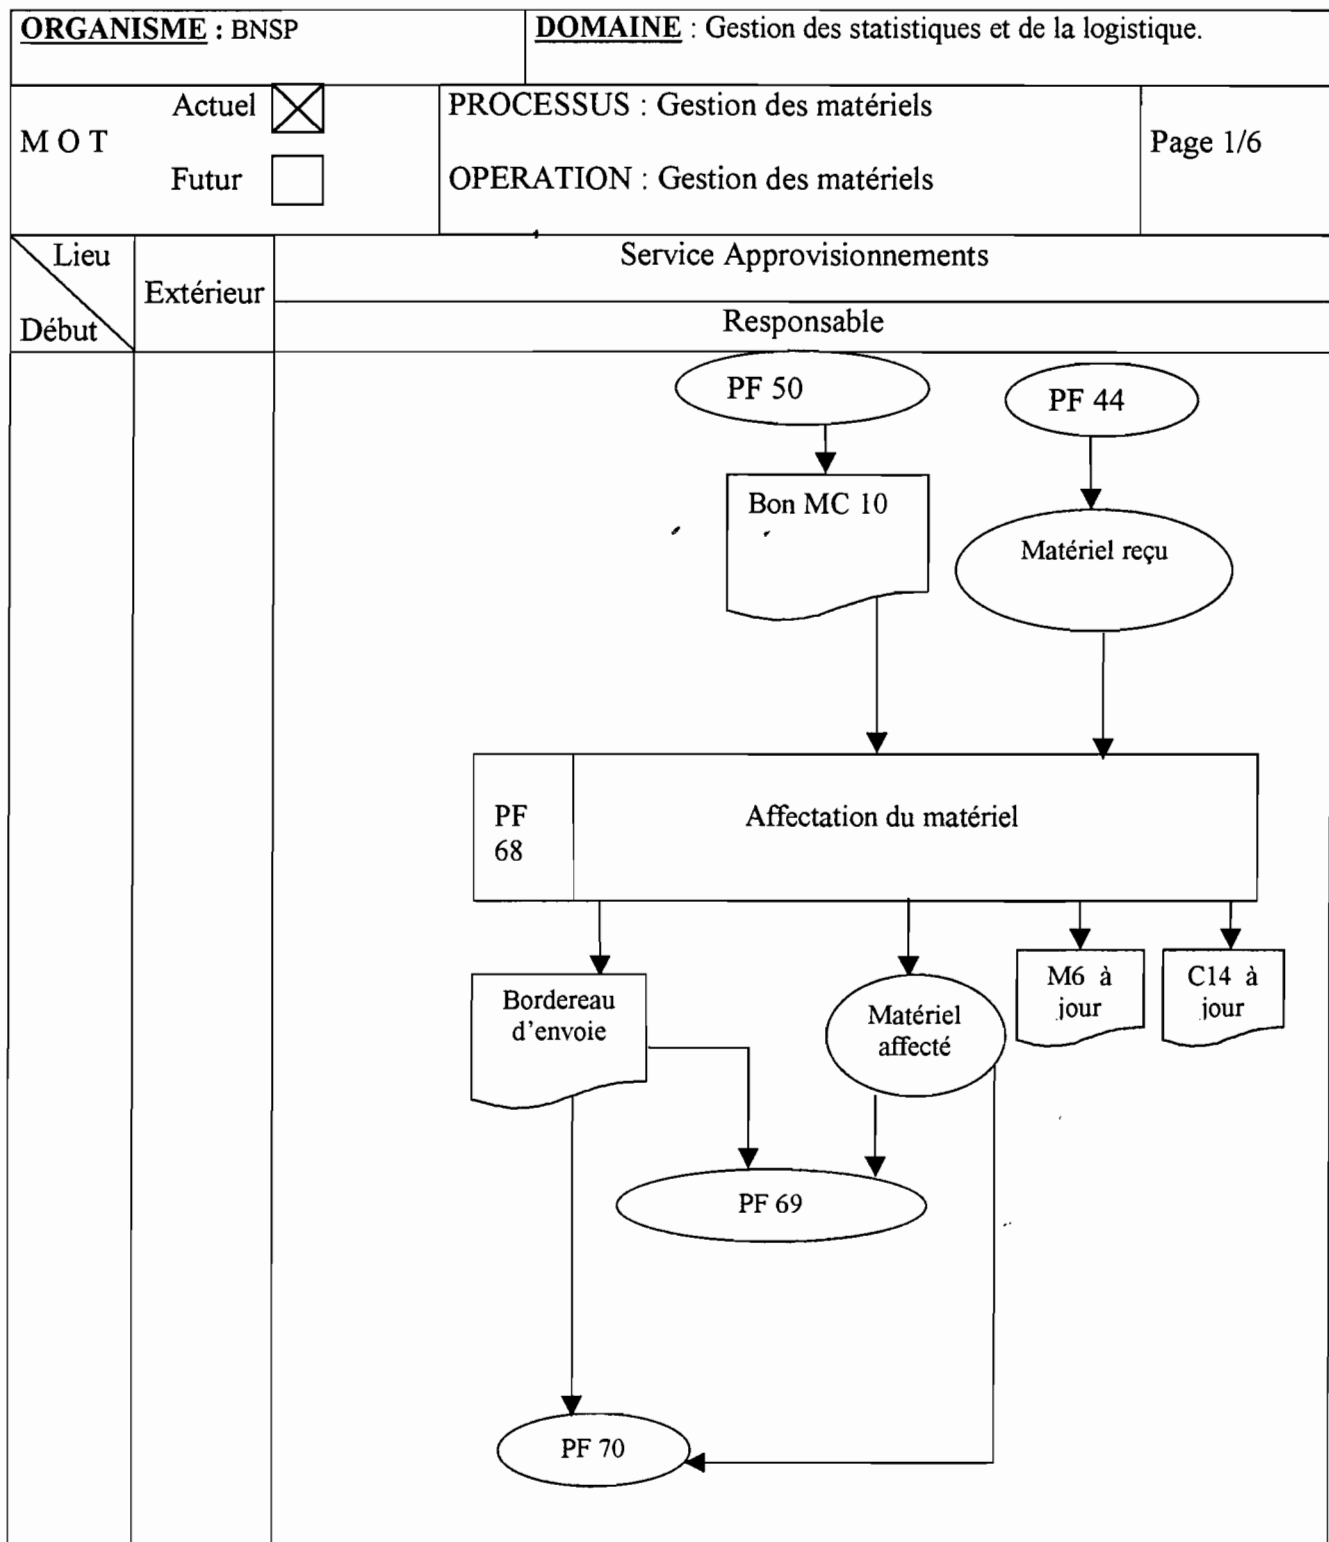 ORGANISME : BNSP
DOMAINE : Gestion des statistiques et de la logistique.
M O T
Actuel
Futur
PROCESSUS : Gestion des matériels
OPERATION : Gestion des matériels
Page 1/6
Lieu
Début
Extérieur
Service Approvisionnements
Responsable
PF 50
PF 44
Bon MC 10
Matériel reçu
PF
68
Affectation du matériel
Bordereau
d'envoie
Matériel
affecté
M6 à
jour
C14 à
jour
PF 69
PF 70